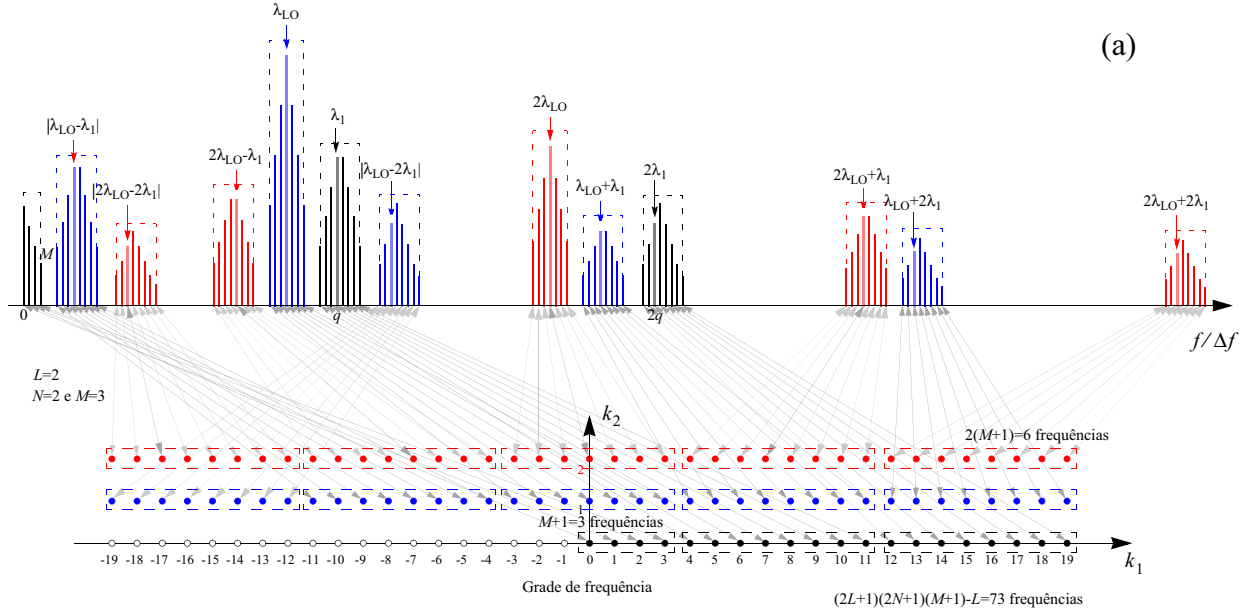 λLO
(a)
|λLO-λ1|
2λLO-λ1
λ1
2λLO
|2λLO-2λ1|
|λLO-2λ1|
λLO+λ1
2λ1
2λLO+λ1
λLO+2λ1
2λLO+2λ1
M
0
q
2q
f/Δf
L=2
N=2 e M=3
k2
2(M+1)=6 frequências
2
1
M+1=3 frequências
-19 -18 -17 -16 -15 -14 -13 -12 -11 -10 -9 -8 -7 -6 -5 -4 -3 -2 -1 0 1 2 3 4 5 6 7 8 9 10 11 12 13 14 15 16 17 18 19
k1
Grade de frequência
(2L+1)(2N+1)(M+1)-L=73 frequências